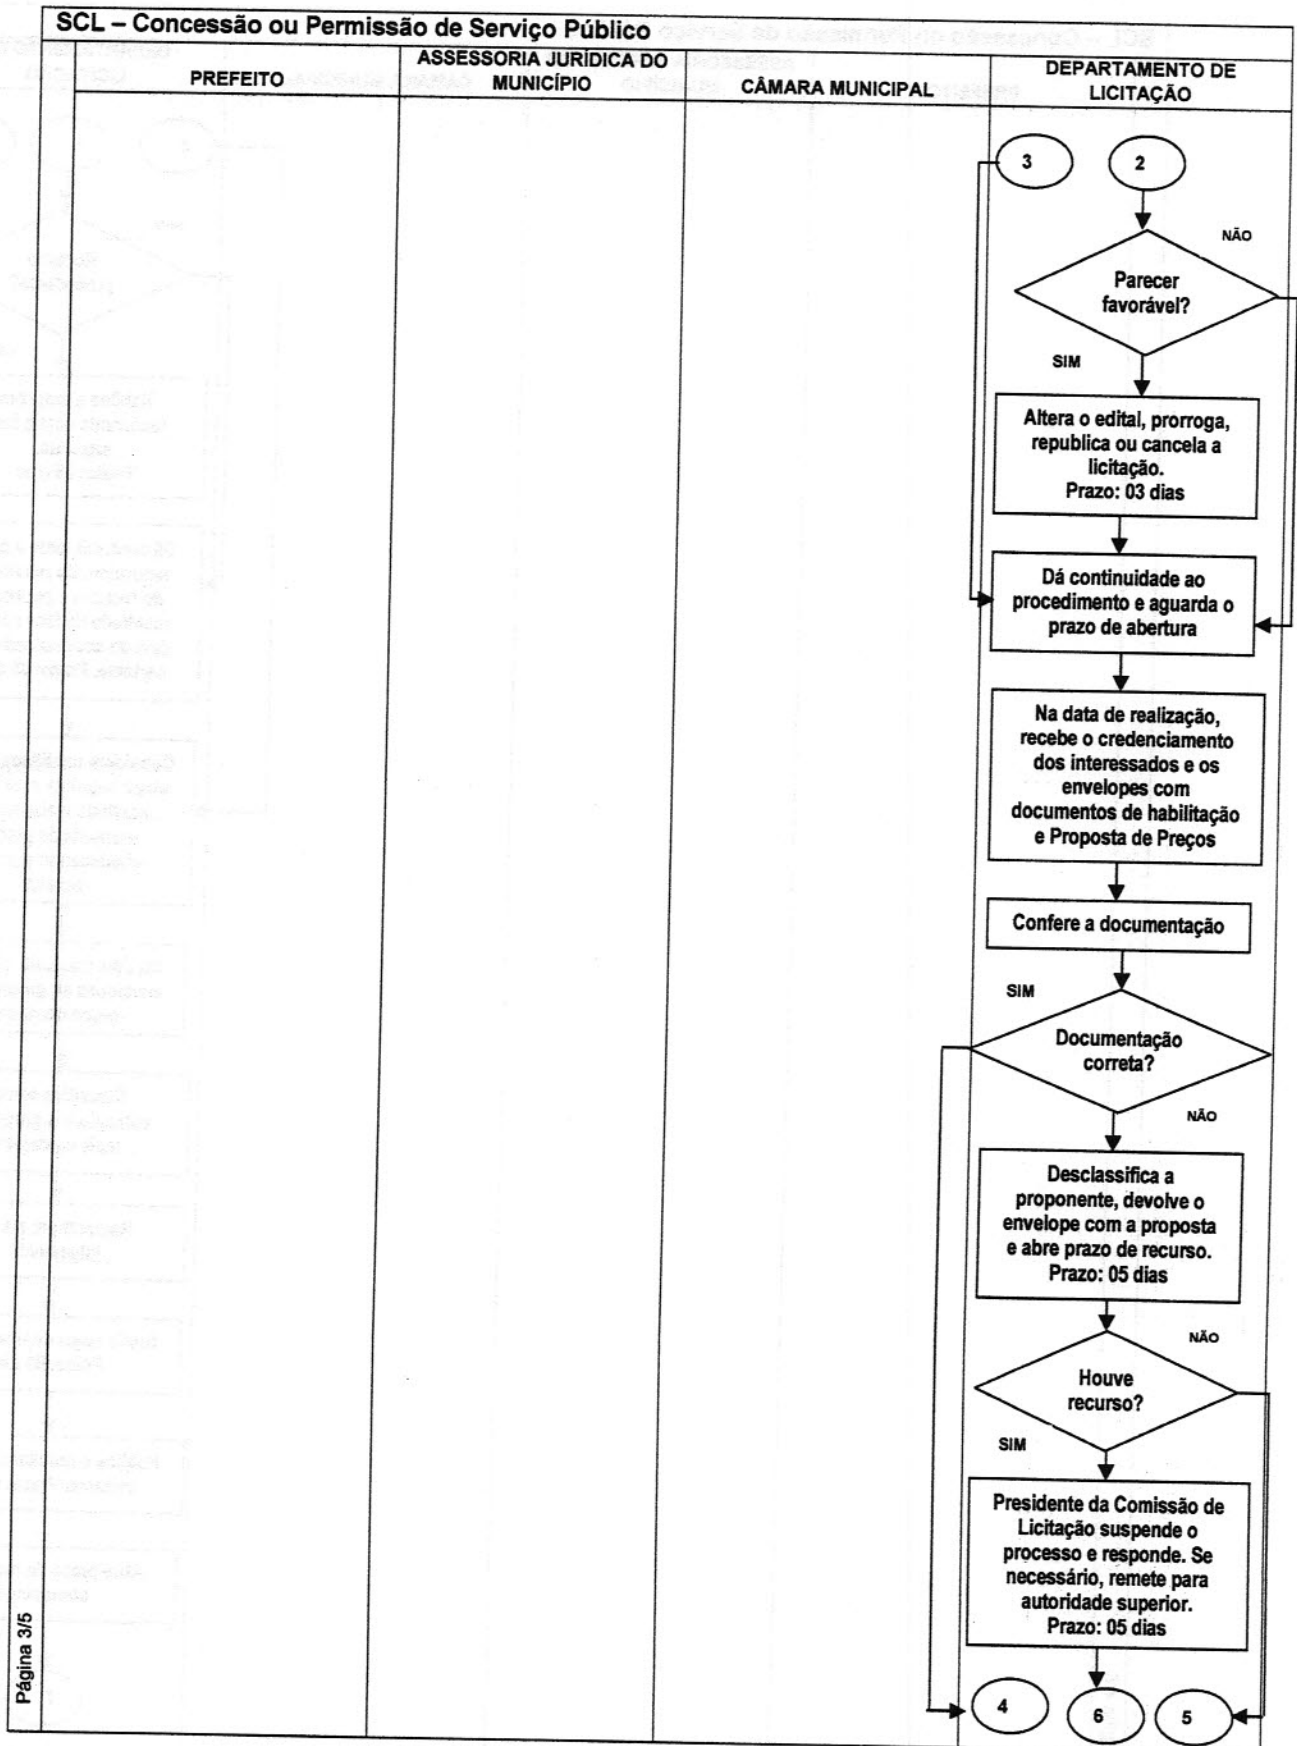 SCL – Concessão ou Permissão de Serviço Público
PREFEITO
ASSESSORIA JURÍDICA DO
MUNICÍPIO
CÂMARA MUNICIPAL
DEPARTAMENTO DE
LICITAÇÃO
3
2
NÃO
Parecer
favorável?
SIM
Altera o edital, prorroga,
republica ou cancela a
licitação.
Prazo: 03 dias
Dá continuidade ao
procedimento e aguarda o
prazo de abertura
Na data de realização,
recebe o credenciamento
dos interessados e os
envelopes com
documentos de habilitação
e Proposta de Preços
Confere a documentação
SIM
Documentação
correta?
NÃO
Desclassifica a
proponente, devolve o
envelope com a proposta
e abre prazo de recurso.
Prazo: 05 dias
NÃO
Houve
recurso?
SIM
Presidente da Comissão de
Licitação suspende o
processo e responde. Se
necessário, remete para
autoridade superior.
Prazo: 05 dias
4
6
5
Página 3/5